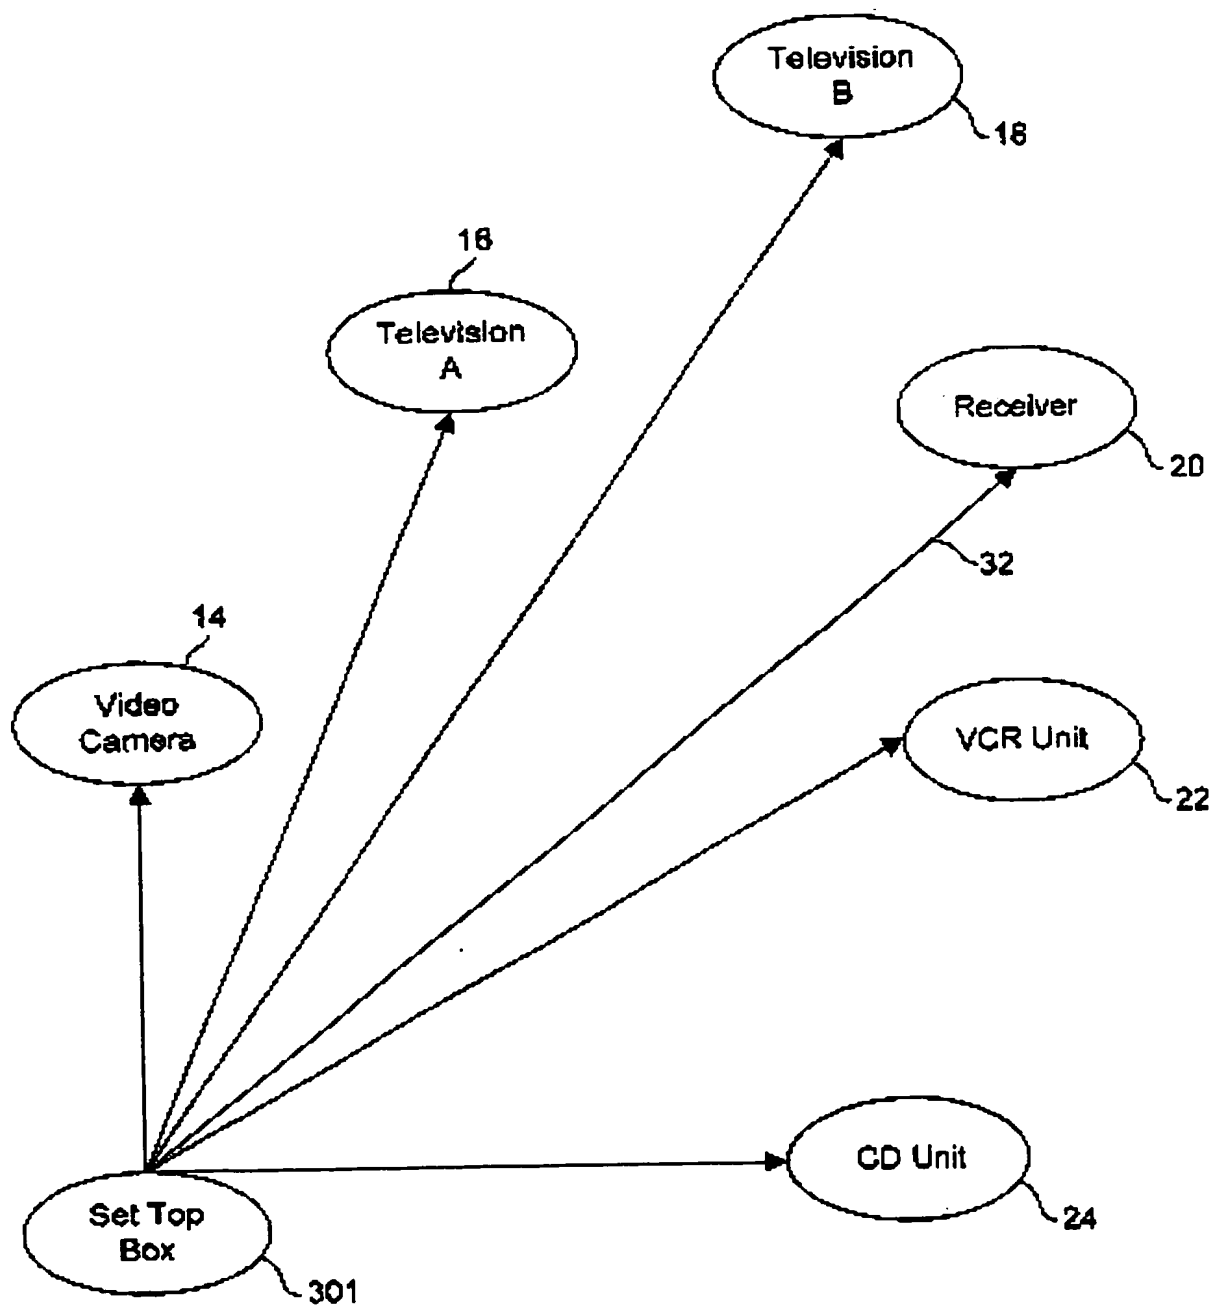 Television
B
18
16
Television
A
Receiver
20
32
14
Video
Camera
VCR Unit
22
CD Unit
24
Set Top
Box
301